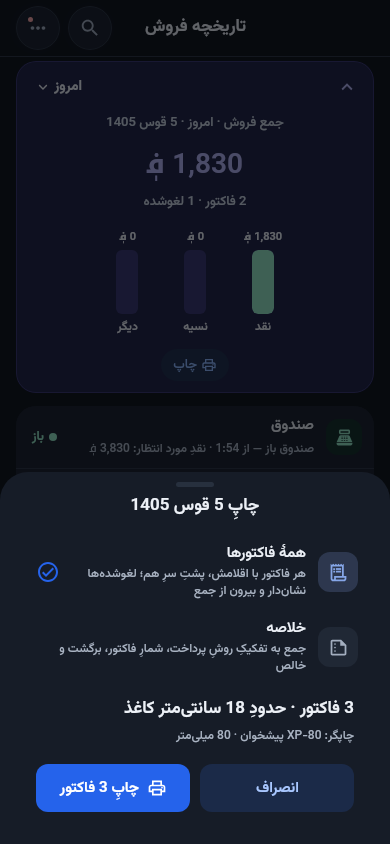 تاریخچه فروش
امروز
جمع فروش · امروز · 5 قوس 1405
1,830 ؋
2 فاکتور · 1 لغوشده
1,830 ؋
0 ؋
0 ؋
نقد
نسیه
دیگر
چاپ
صندوق
صندوق باز — از 1:54 · نقدِ مورد انتظار: 3,830 ؋
باز
چاپِ 5 قوس 1405
همهٔ فاکتورها
هر فاکتور با اقلامش، پشتِ سرِ هم؛ لغوشده‌ها
نشان‌دار و بیرون از جمع
خلاصه
جمع به تفکیکِ روشِ پرداخت، شمارِ فاکتور، برگشت و
خالص
3 فاکتور · حدودِ 18 سانتی‌متر کاغذ
چاپگر: XP-80 پیشخوان · 80 میلی‌متر
انصراف
چاپِ 3 فاکتور